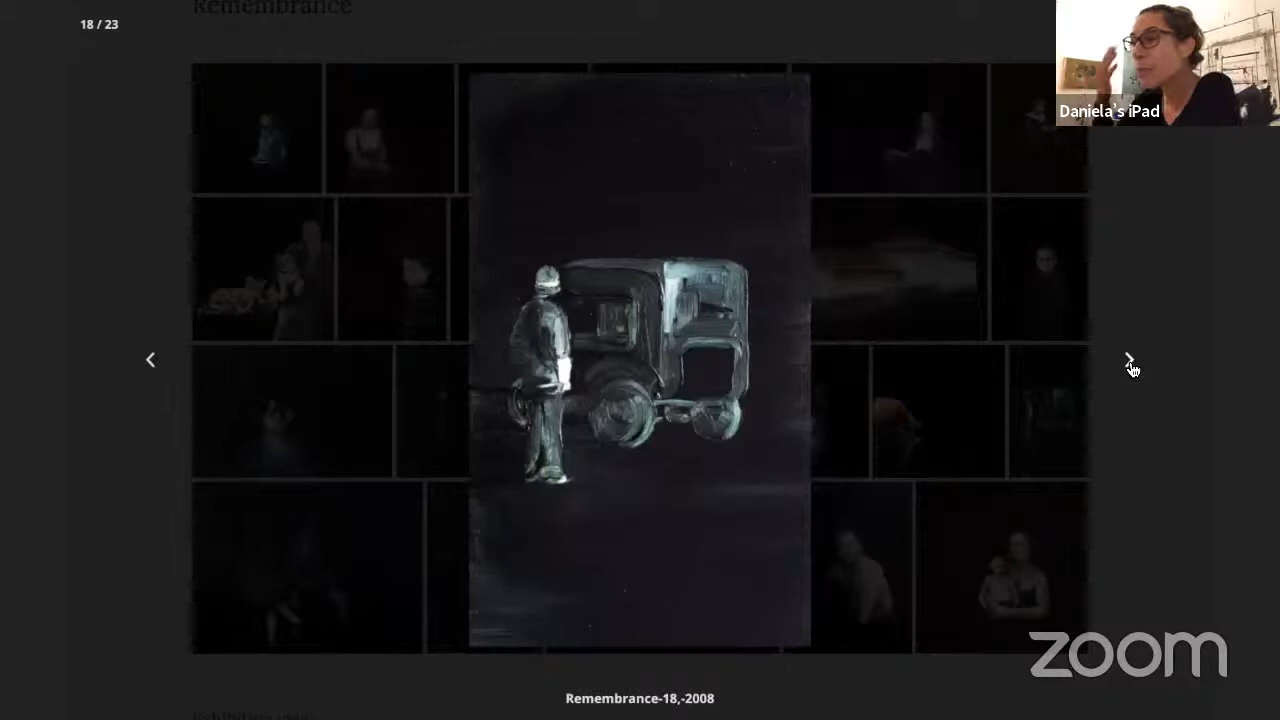 Remembrance
18 / 23
Daniela's iPad
zoom
Remembrance-18,-2008